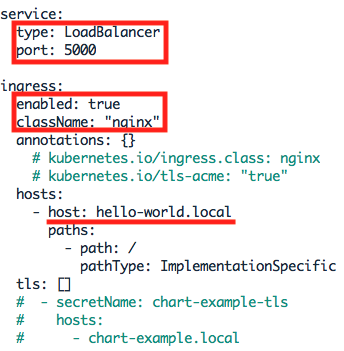 service:
  type: LoadBalancer
  port: 5000

ingress:
  enabled: true
  className: "nginx"
  annotations: {}
    # kubernetes.io/ingress.class: nginx
    # kubernetes.io/tls-acme: "true"
  hosts:
    - host: hello-world.local
      paths:
        - path: /
          pathType: ImplementationSpecific
  tls: []
  #  - secretName: chart-example-tls
  #    hosts:
  #      - chart-example.local